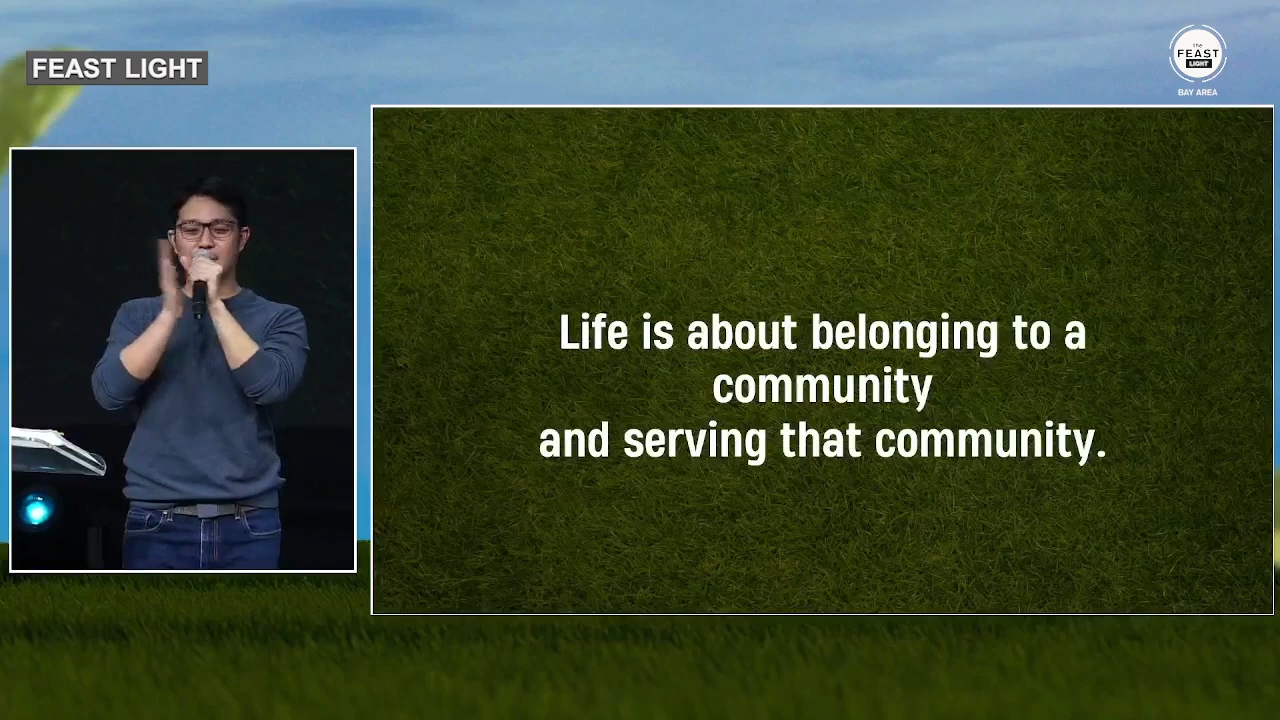 FEAST LIGHT
the
FEAST
LIGHT
BAY AREA
Life is about belonging to a
community
and serving that community.